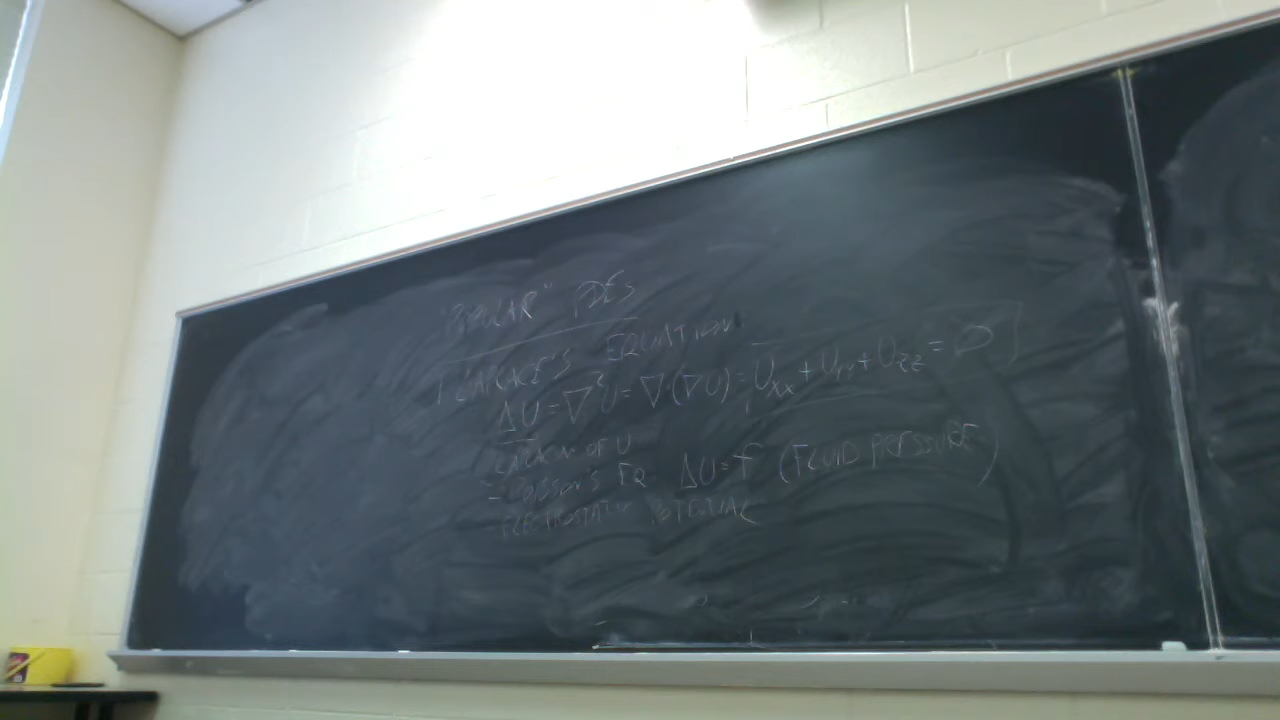 "POPULAR" PDEs
LAPLACE'S EQUATION
ΔU = ∇²U = ∇·(∇U) = Uxx + Uyy + Uzz = 0
LAPLACIAN OF U
- POISSON'S EQ ΔU = f (FLUID PRESSURE)
ELECTROSTATIC POTENTIAL